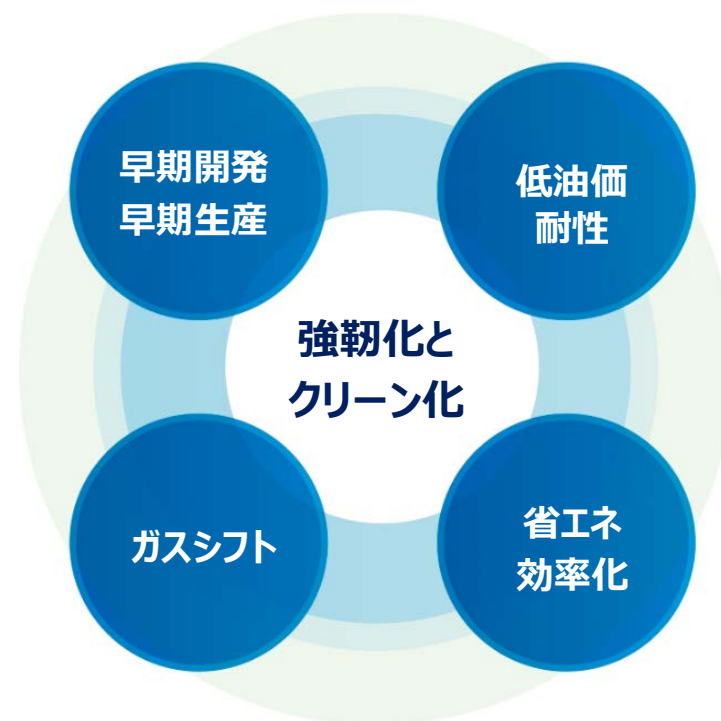 早期開発
早期生産
低油価
耐性
強靭化と
クリーン化
ガスシフト
省エネ
効率化